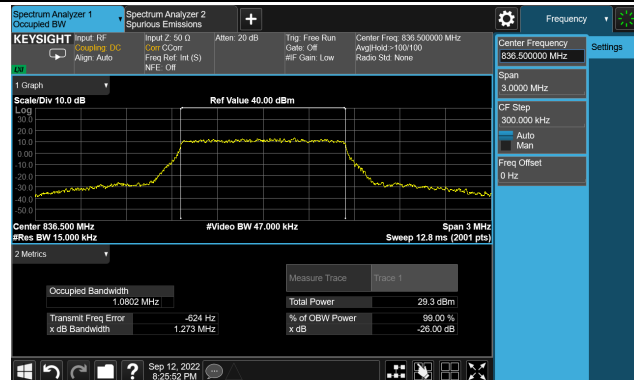 Spectrum Analyzer 1
Occupied BW
Spectrum Analyzer 2
Spurious Emissions
+
Frequency
KEYSIGHT
Input: RF
Coupling: DC
Align: Auto
Input Z: 50 Ω
Corr CCorr
Freq Ref: Int (S)
NFE: Off
Atten: 20 dB
Trig: Free Run
Gate: Off
#IF Gain: Low
Center Freq: 836.500000 MHz
Avg|Hold:>100/100
Radio Std: None
LXI
Center Frequency
836.500000 MHz
Settings
Span
3.0000 MHz
CF Step
300.000 kHz
Auto
Man
Freq Offset
0 Hz
1 Graph
Scale/Div 10.0 dB
Ref Value 40.00 dBm
Log
30.0
20.0
10.0
0.00
-10.0
-20.0
-30.0
-40.0
-50.0
Center 836.500 MHz
#Video BW 47.000 kHz
Span 3 MHz
#Res BW 15.000 kHz
Sweep 12.8 ms (2001 pts)
2 Metrics
Measure Trace
Trace 1
Occupied Bandwidth
1.0802 MHz
Total Power
29.3 dBm
Transmit Freq Error
-624 Hz
% of OBW Power
99.00 %
x dB Bandwidth
1.273 MHz
x dB
-26.00 dB
?
Sep 12, 2022
8:25:52 PM